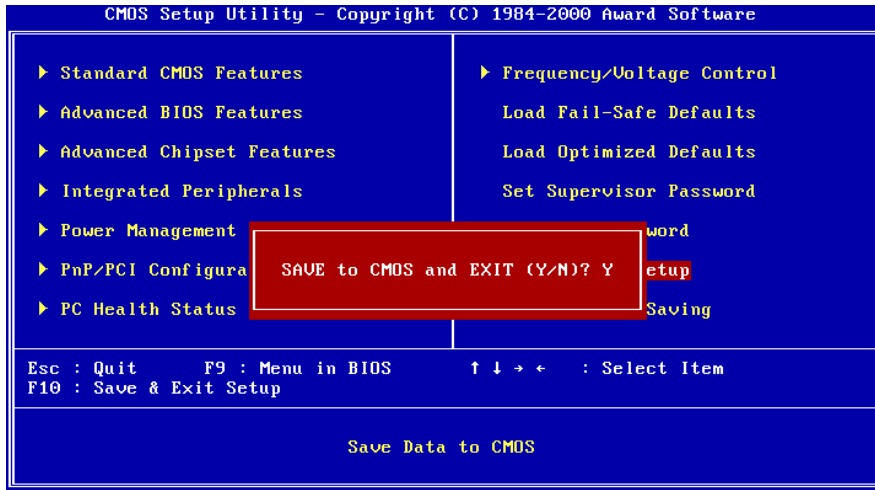 CMOS Setup Utility - Copyright (C) 1984-2000 Award Software
Standard CMOS Features
Advanced BIOS Features
Advanced Chipset Features
Integrated Peripherals
Power Management
PnP/PCI Configura
PC Health Status
Frequency/Voltage Control
Load Fail-Safe Defaults
Load Optimized Defaults
Set Supervisor Password
word
etup
Saving
SAVE to CMOS and EXIT (Y/N)? Y
Esc : Quit F9 : Menu in BIOS ↑ ↓ → ← : Select Item
F10 : Save & Exit Setup
Save Data to CMOS